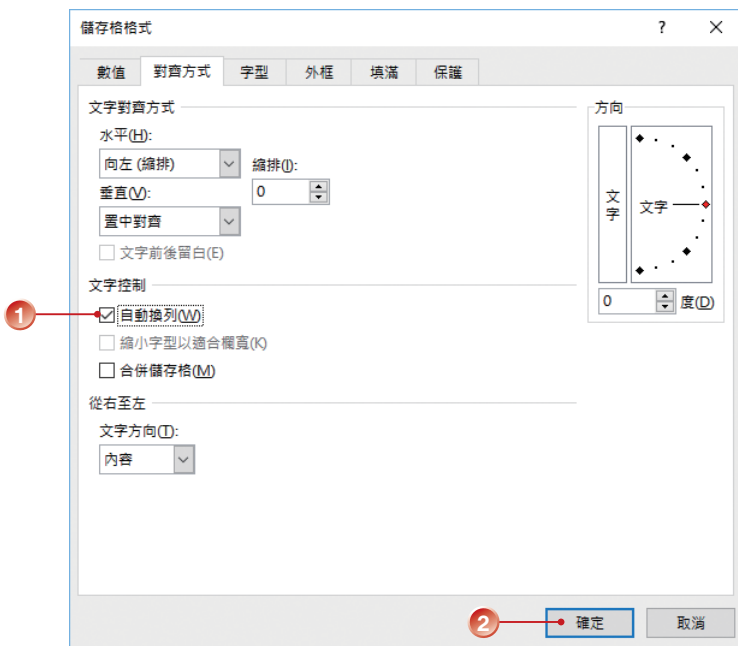 儲存格格式 ? ×
數值 對齊方式 字型 外框 填滿 保護
文字對齊方式
水平(H):
向左 (縮排)
縮排(I):
0
垂直(V):
置中對齊
文字前後留白(E)
文字控制
1
自動換列(W)
縮小字型以適合欄寬(K)
合併儲存格(M)
從右至左
文字方向(T):
內容
方向
文字
文字
0 度(D)
2
確定 取消